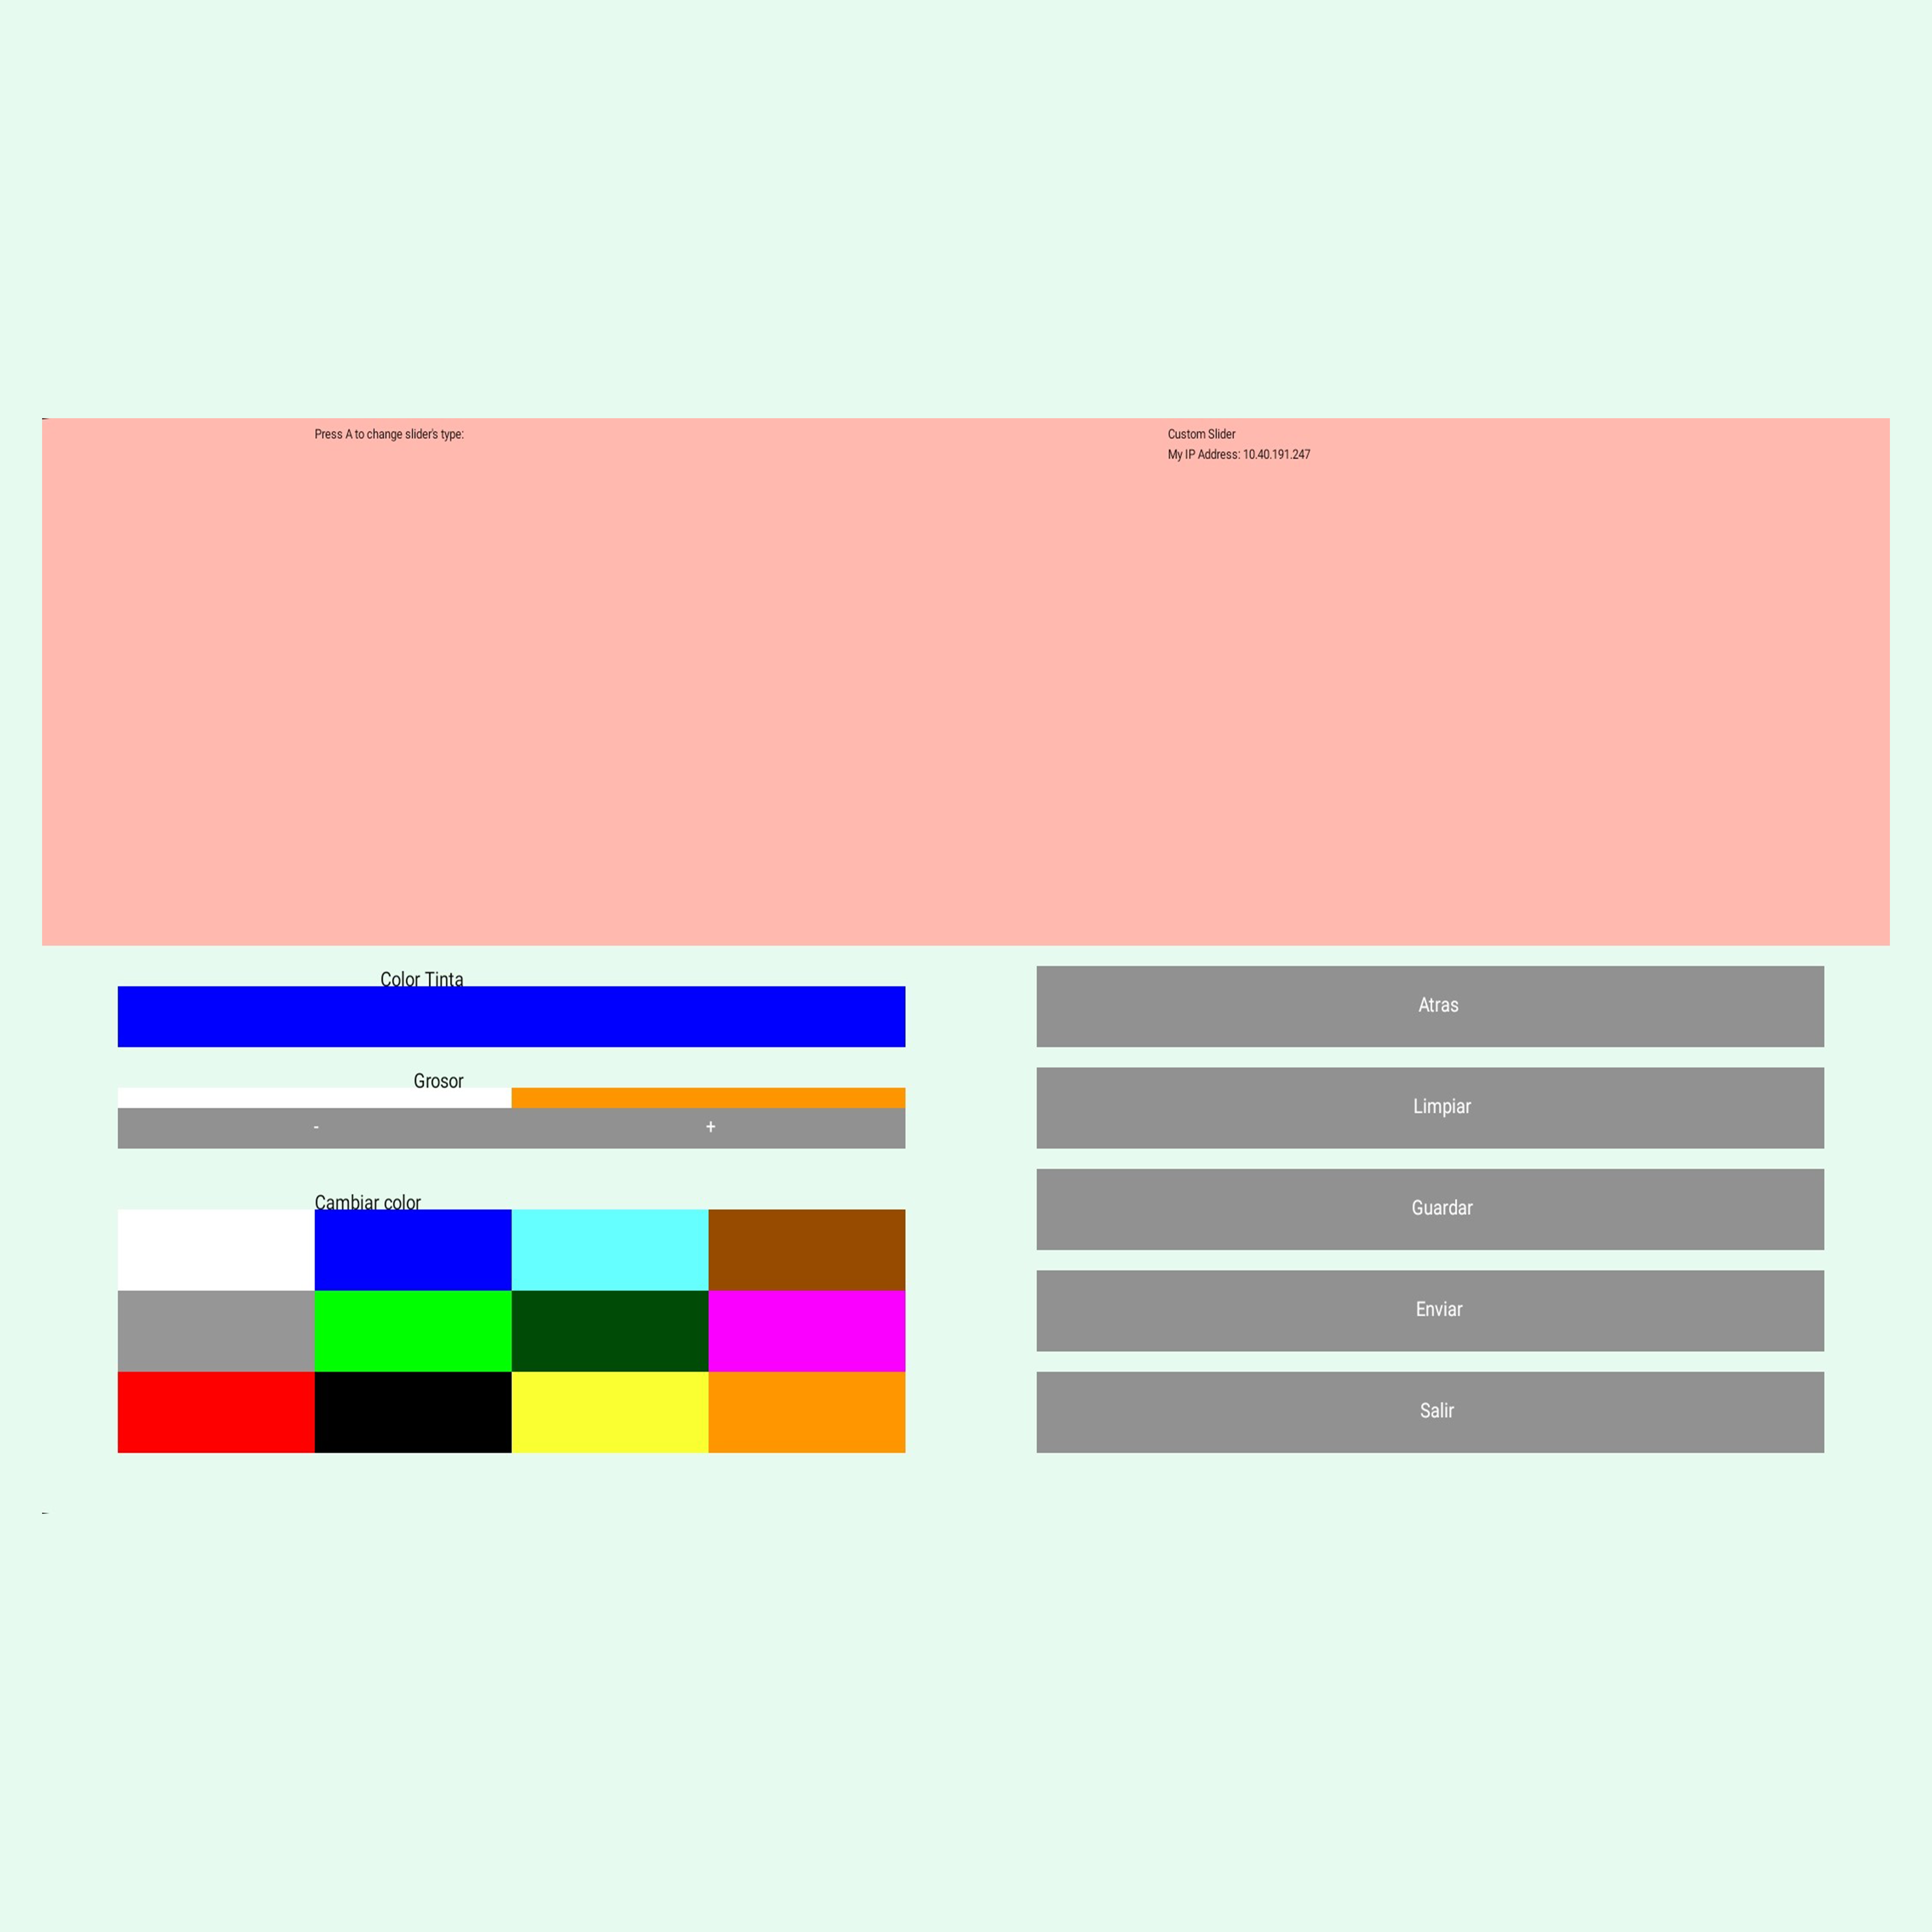 Press A to change slider's type:
Custom Slider
My IP Address: 10.40.191.247
Color Tinta
Grosor
- +
Cambiar color
Atras
Limpiar
Guardar
Enviar
Salir